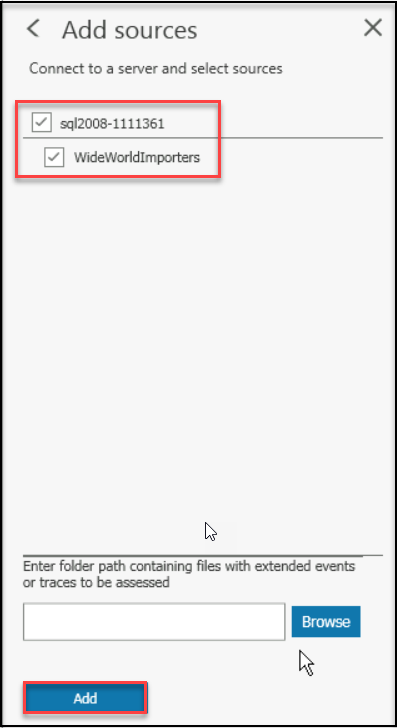 Add sources
Connect to a server and select sources
sql2008-1111361
WideWorldImporters
Enter folder path containing files with extended events
or traces to be assessed
Browse
Add